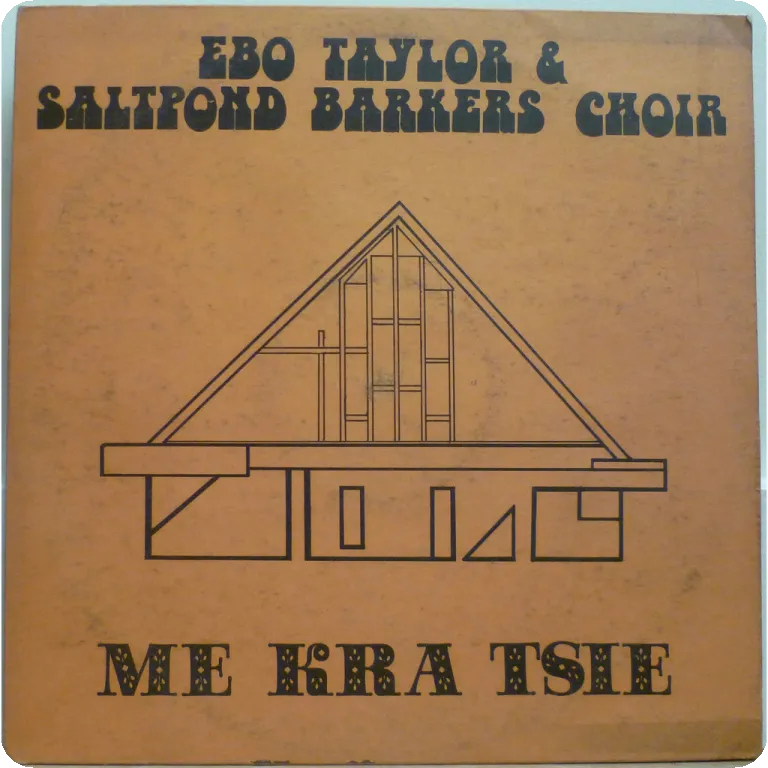 EBO TAYLOR &
SALTPOND BARKERS CHOIR
ME KRA TSIE